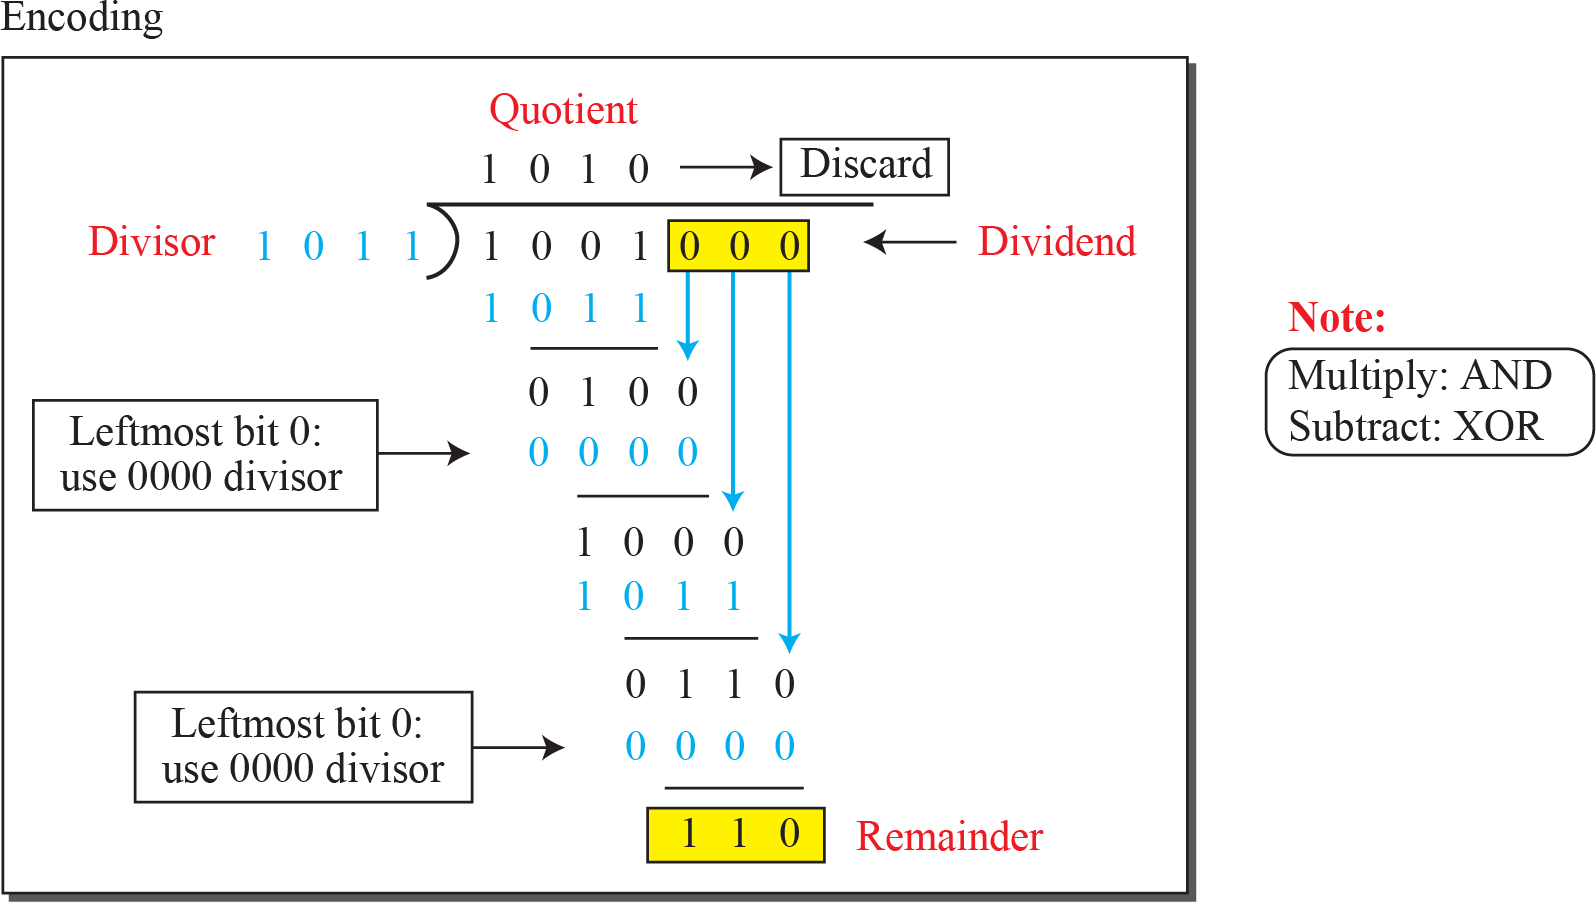 Encoding
Quotient
1 0 1 0
Discard
Divisor 1 0 1 1 1 0 0 1 0 0 0 Dividend
1 0 1 1
Note:
Multiply: AND
Subtract: XOR
0 1 0 0
Leftmost bit 0:
use 0000 divisor
0 0 0 0
1 0 0 0
1 0 1 1
0 1 1 0
Leftmost bit 0:
use 0000 divisor
0 0 0 0
1 1 0 Remainder